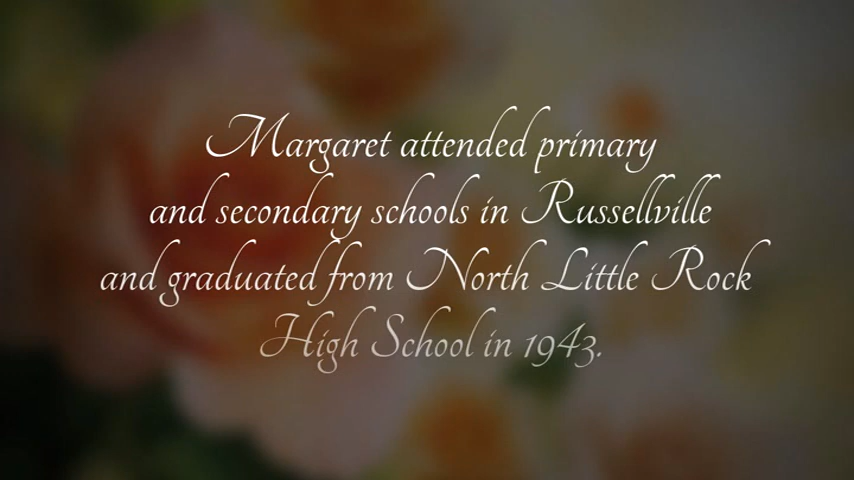 Margaret attended primary
and secondary schools in Russellville
and graduated from North Little Rock
High School in 1943.